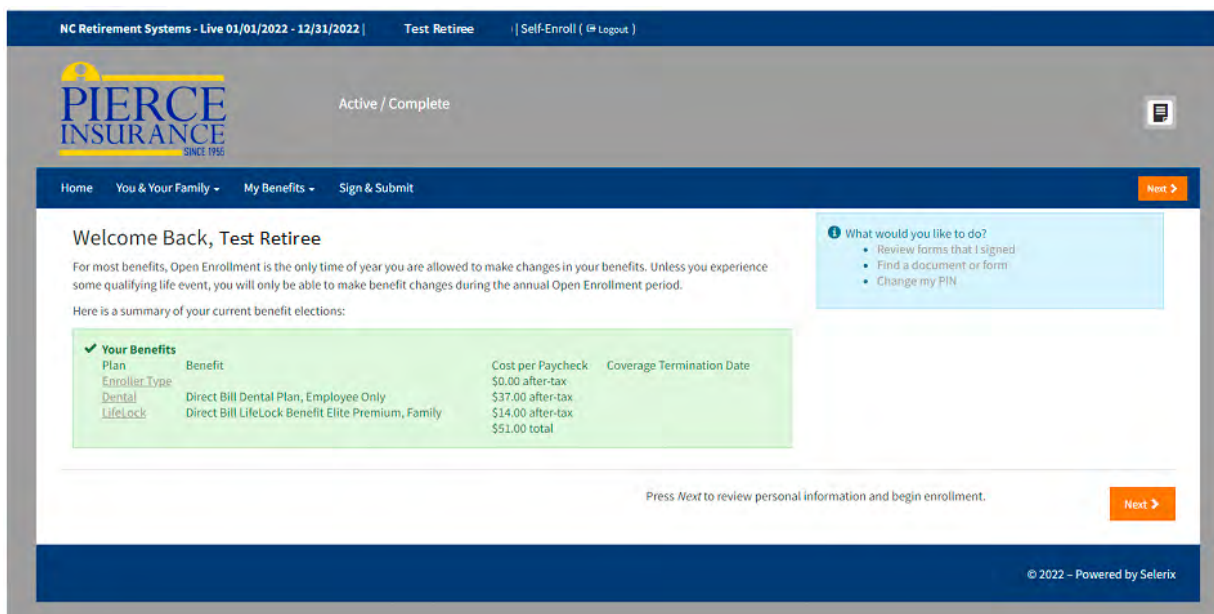 NC Retirement Systems - Live 01/01/2022 - 12/31/2022 | Test Retiree | Self-Enroll ( Logout )
PIERCE
INSURANCE
SINCE 1955
Active / Complete
Home You & Your Family My Benefits Sign & Submit Next
Welcome Back, Test Retiree
For most benefits, Open Enrollment is the only time of year you are allowed to make changes in your benefits. Unless you experience
some qualifying life event, you will only be able to make benefit changes during the annual Open Enrollment period.
Here is a summary of your current benefit elections:
Your Benefits
Plan Benefit Cost per Paycheck Coverage Termination Date
Enroller Type $0.00 after-tax
Dental Direct Bill Dental Plan, Employee Only $37.00 after-tax
LifeLock Direct Bill LifeLock Benefit Elite Premium, Family $14.00 after-tax
$51.00 total
What would you like to do?
• Review forms that I signed
• Find a document or form
• Change my PIN
Press Next to review personal information and begin enrollment.
Next
© 2022 – Powered by Selerix